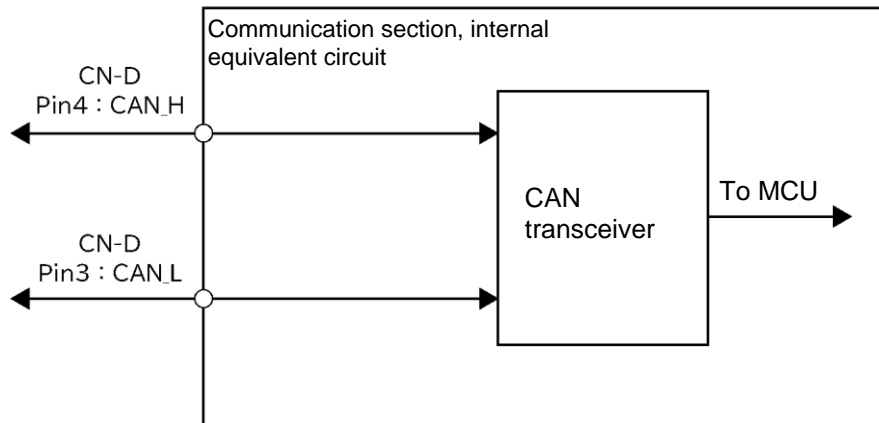 Communication section, internal
equivalent circuit
CN-D
Pin4：CAN_H
CAN
transceiver
To MCU
CN-D
Pin3：CAN_L